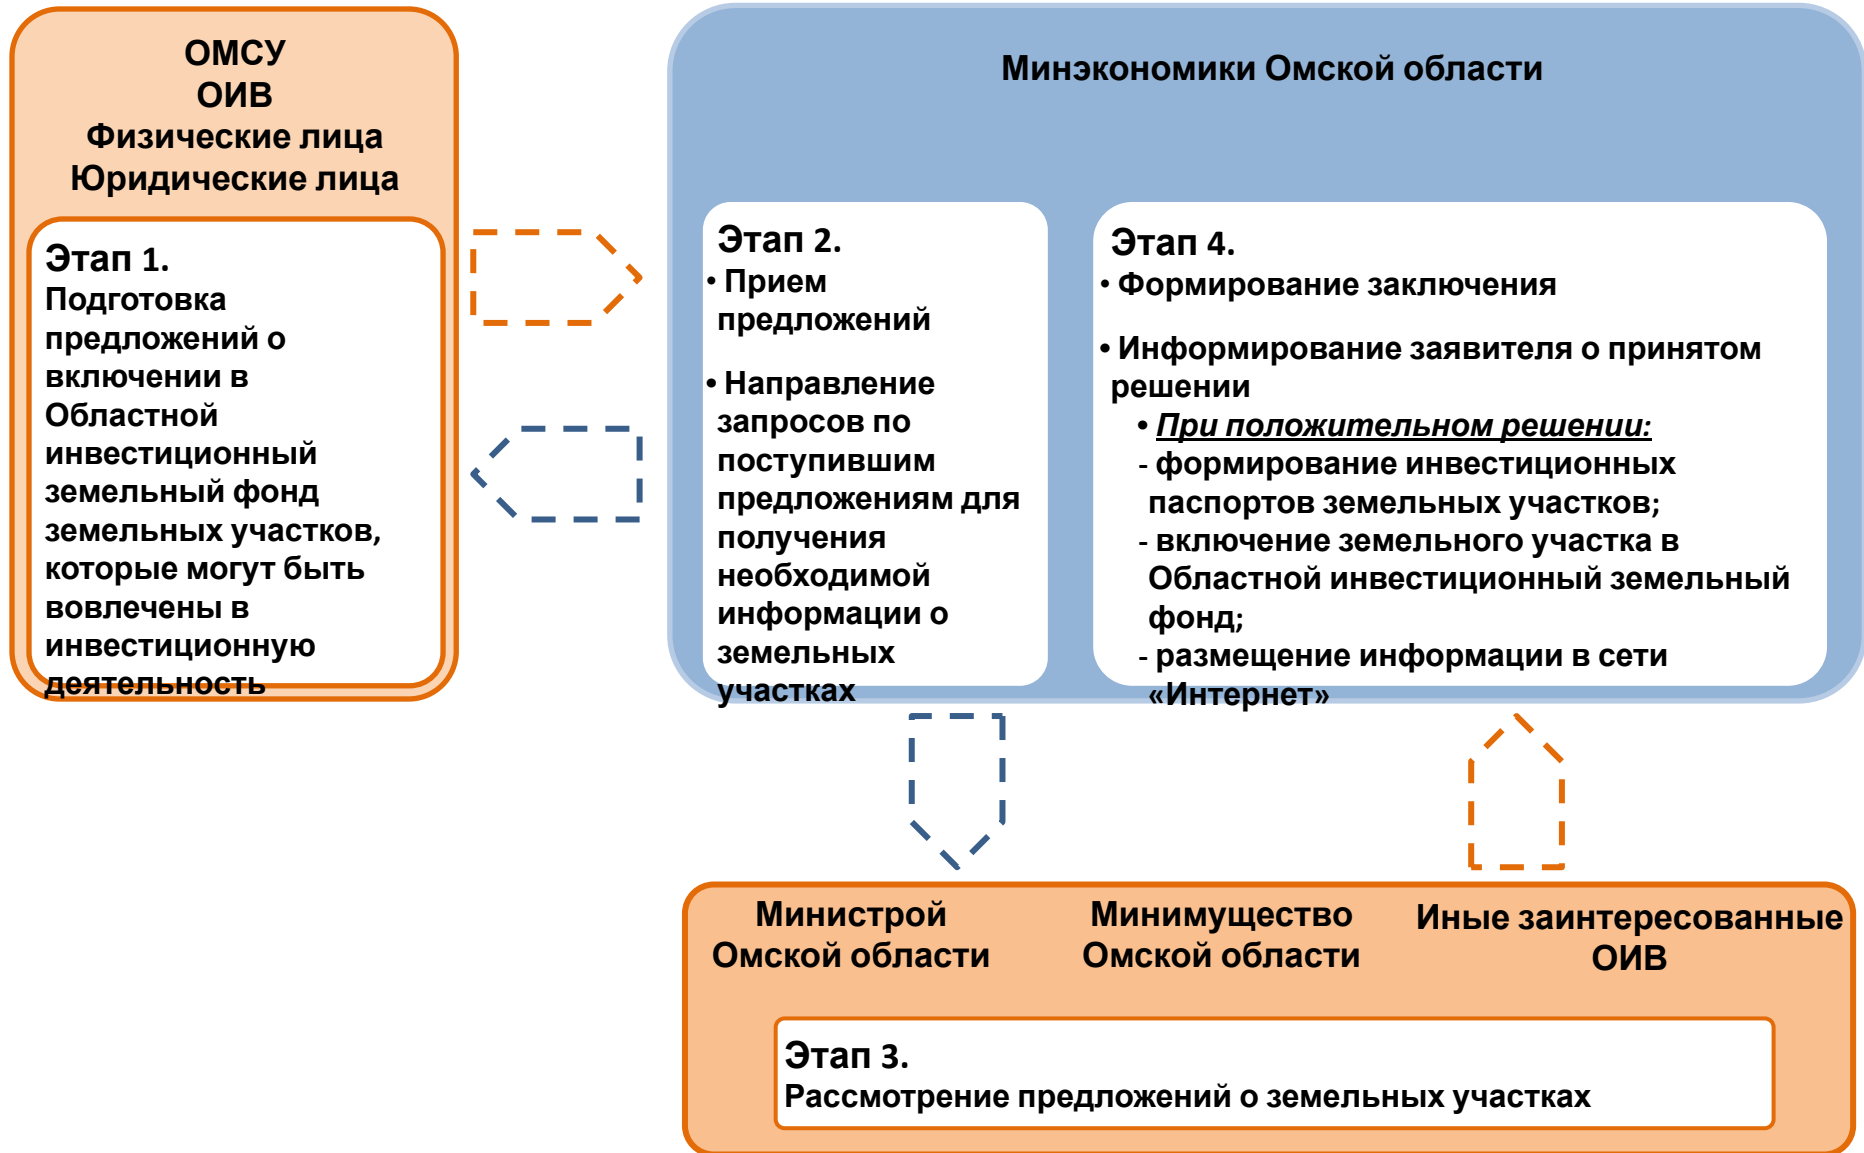 ОМСУ
ОИВ
Физические лица
Юридические лица
Этап 1.
Подготовка
предложений о
включении в
Областной
инвестиционный
земельный фонд
земельных участков,
которые могут быть
вовлечены в
инвестиционную
деятельность
Минэкономики Омской области
Этап 2.
• Прием
предложений
• Направление
запросов по
поступившим
предложениям для
получения
необходимой
информации о
земельных
участках
Этап 4.
• Формирование заключения
• Информирование заявителя о принятом
решении
• При положительном решении:
- формирование инвестиционных
паспортов земельных участков;
- включение земельного участка в
Областной инвестиционный земельный
фонд;
- размещение информации в сети
«Интернет»
Министрой
Омской области
Минимущество
Омской области
Иные заинтересованные
ОИВ
Этап 3.
Рассмотрение предложений о земельных участках